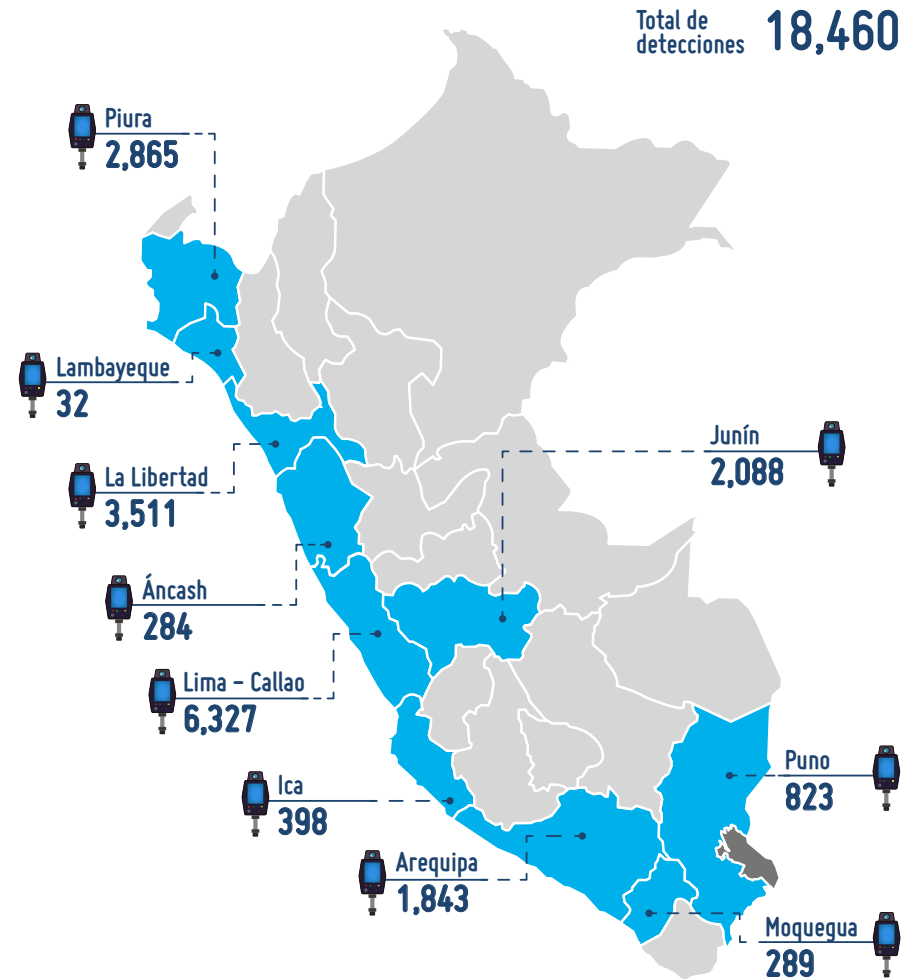 Total de
detecciones
18,460
Piura
2,865
Lambayeque
32
La Libertad
3,511
Áncash
284
Lima – Callao
6,327
Ica
398
Arequipa
1,843
Junín
2,088
Puno
823
Moquegua
289